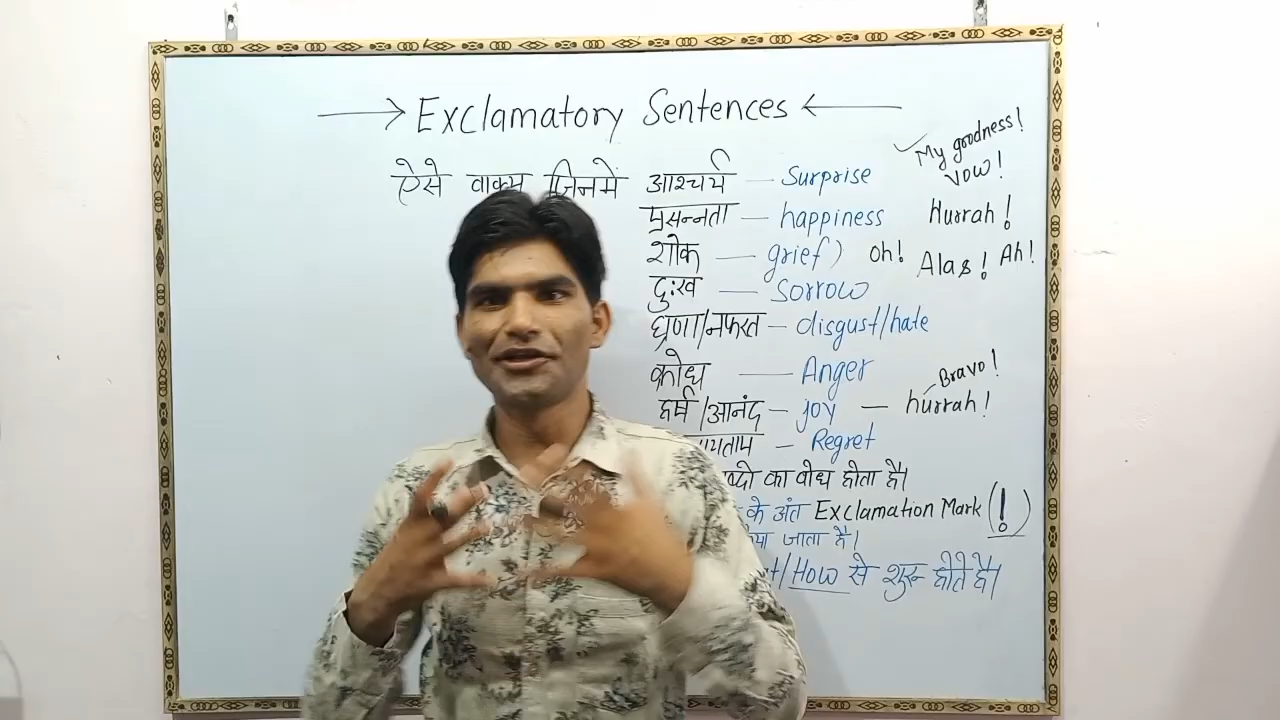 Exclamatory Sentences
My goodness!
ऐसे वाक्य जिनमें आश्चर्य — Surprise vow!
प्रसन्नता — happiness Hurrah!
शोक — grief) oh! Alas! Ah!
दुःख — Sorrow
घृणा/नफरत — disgust/hate
क्रोध — Anger
Bravo!
हर्ष/आनंद — joy — hurrah!
— Regret
का बोध होता है।
के अंत Exclamation Mark (!)
जाता है।
/How से शुरू होते है।